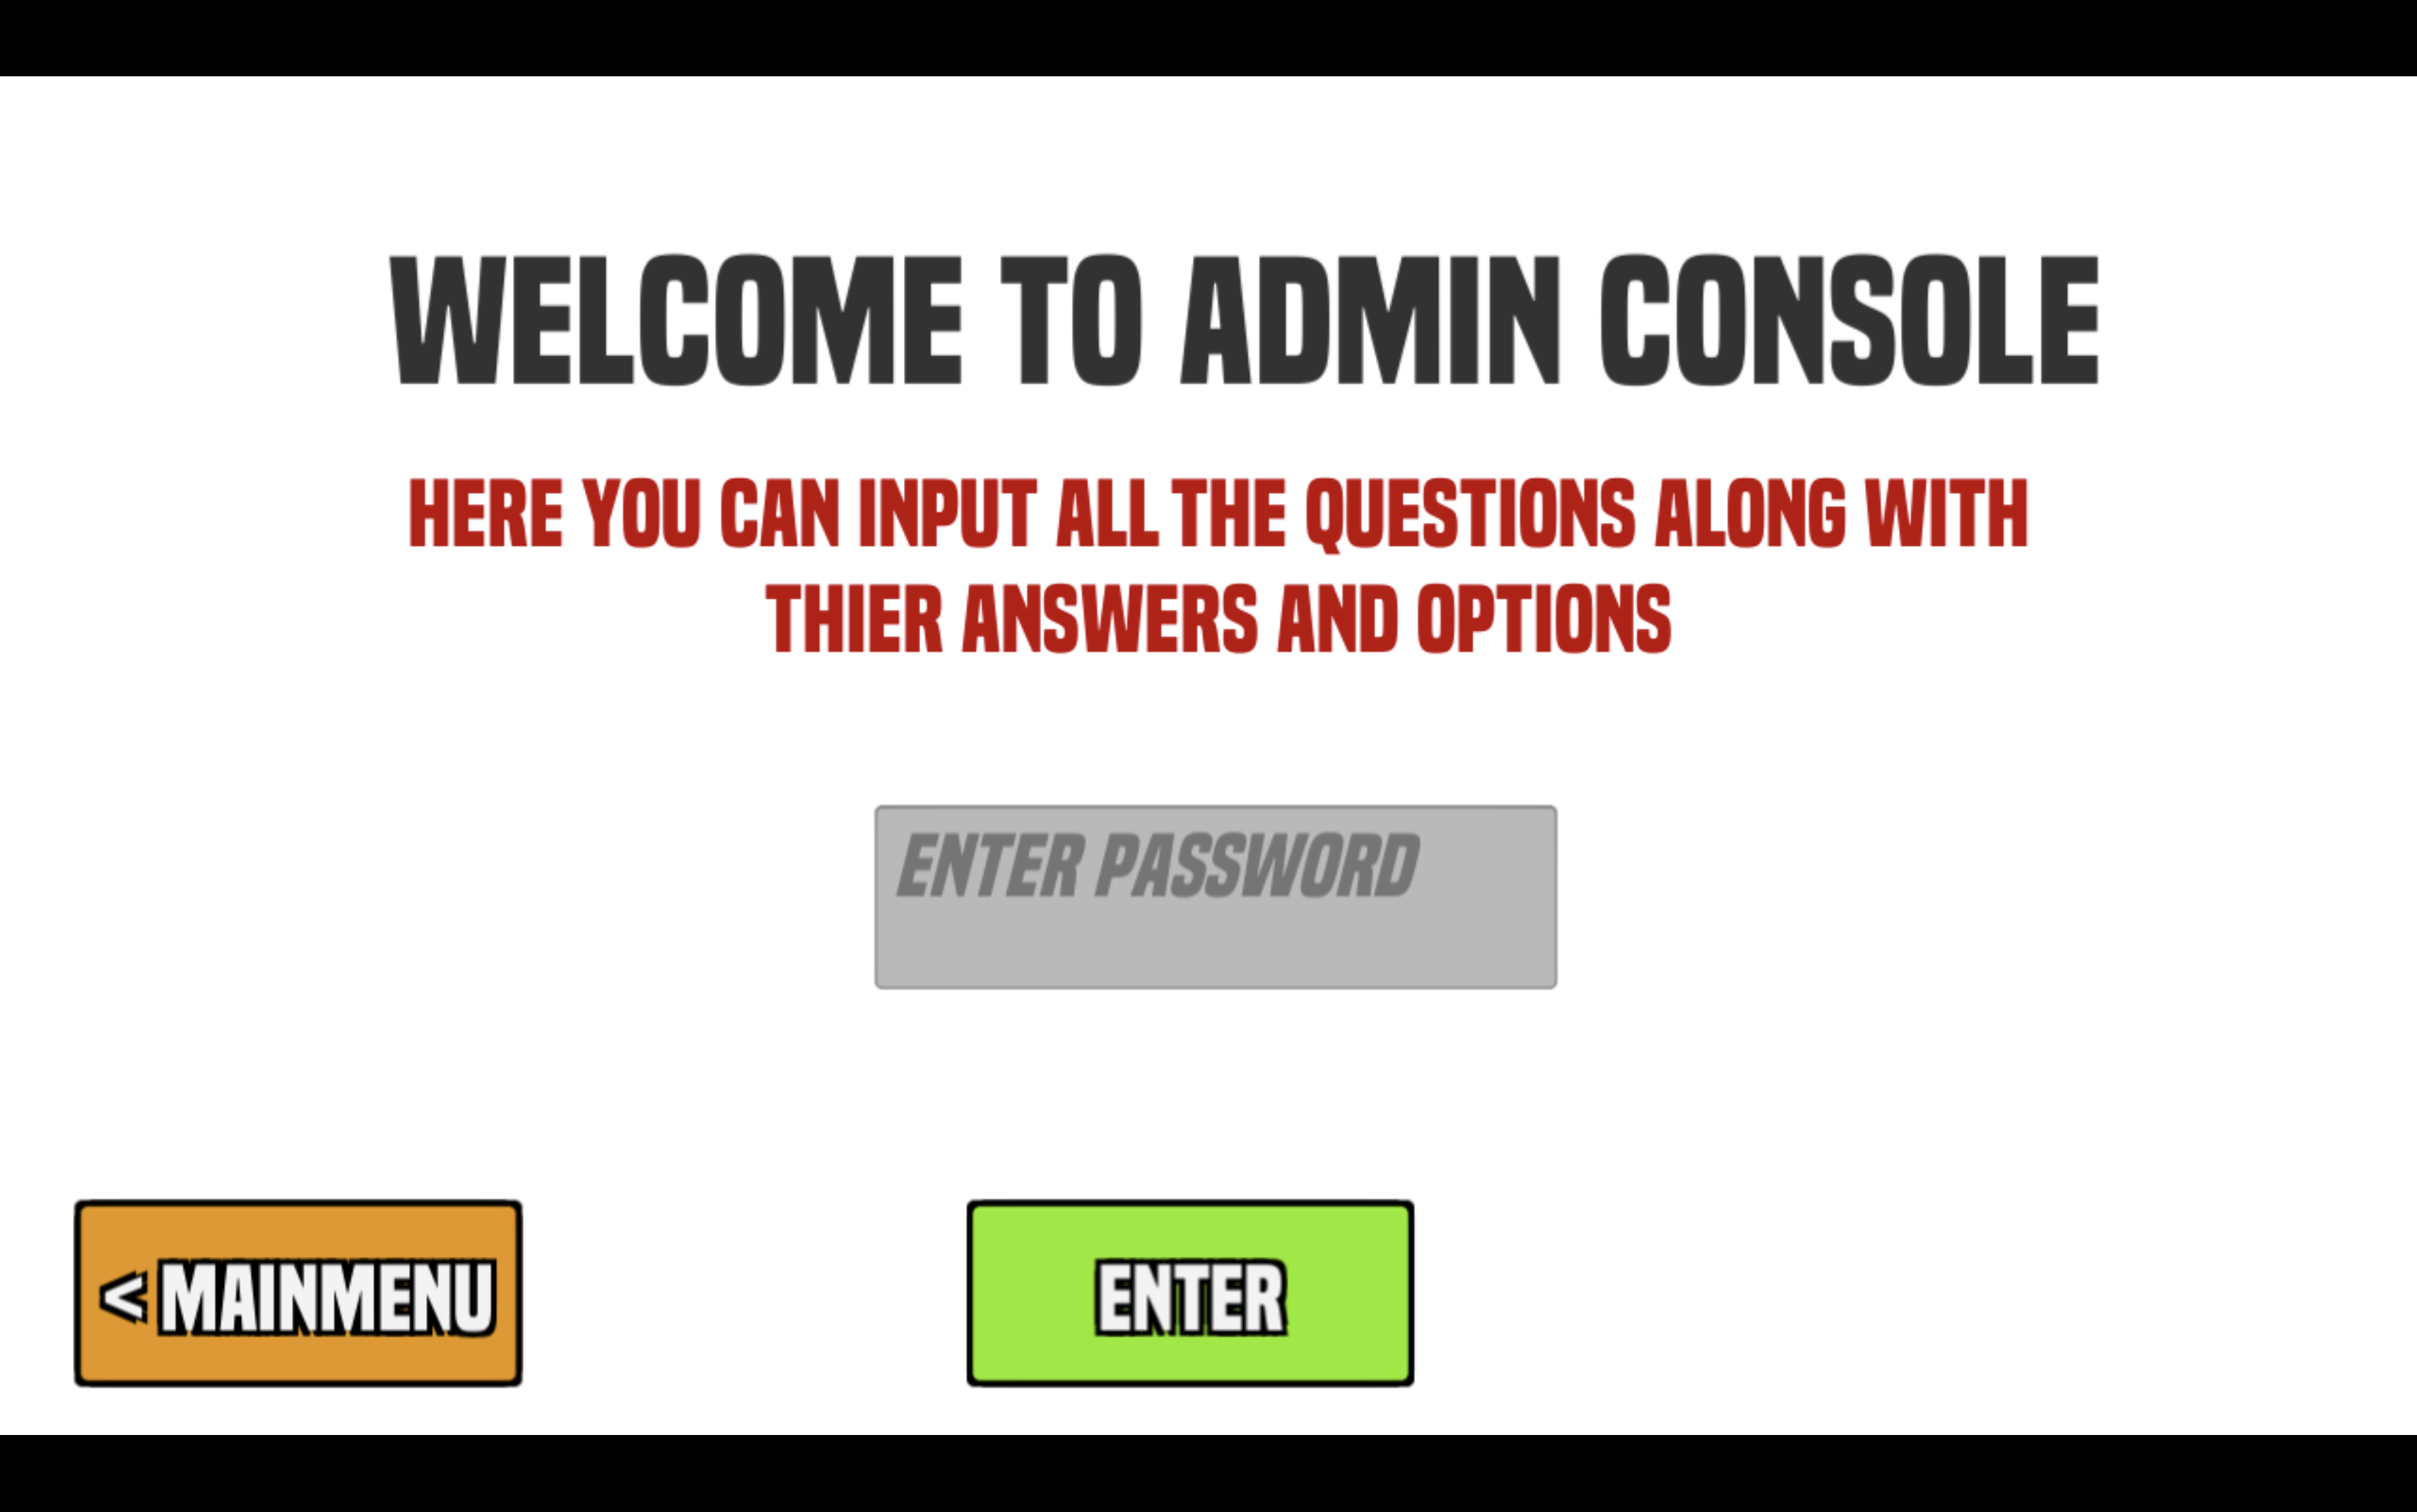 WELCOME TO ADMIN CONSOLE
HERE YOU CAN INPUT ALL THE QUESTIONS ALONG WITH
THIER ANSWERS AND OPTIONS
ENTER PASSWORD
< MAINMENU
ENTER